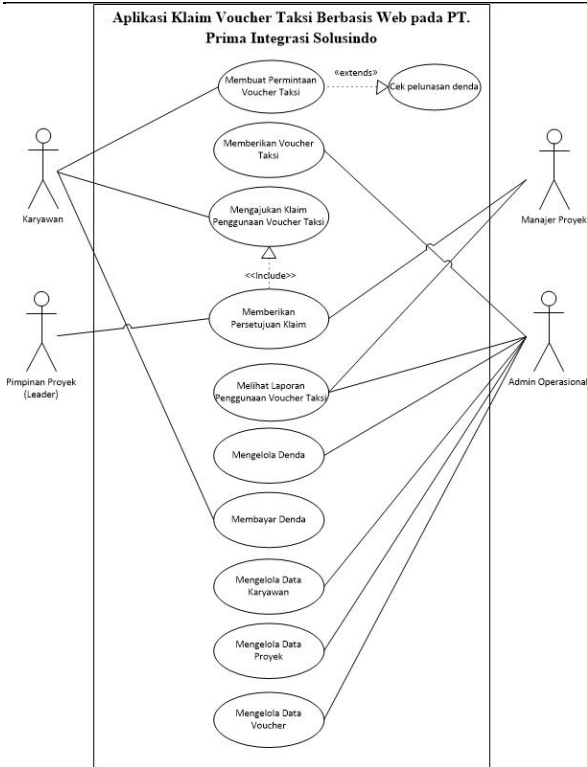 Aplikasi Klaim Voucher Taksi Berbasis Web pada PT.
Prima Integrasi Solusindo
Membuat Permintaan
Voucher Taksi
«extends»
Cek pelunasan denda
Memberikan Voucher
Taksi
Karyawan
Manajer Proyek
Mengajukan Klaim
Penggunaan Voucher Taksi
<<Include>>
Memberikan
Persetujuan Klaim
Pimpinan Proyek
(Leader)
Admin Operasional
Melihat Laporan
Penggunaan Voucher Taksi
Mengelola Denda
Membayar Denda
Mengelola Data
Karyawan
Mengelola Data
Proyek
Mengelola Data
Voucher